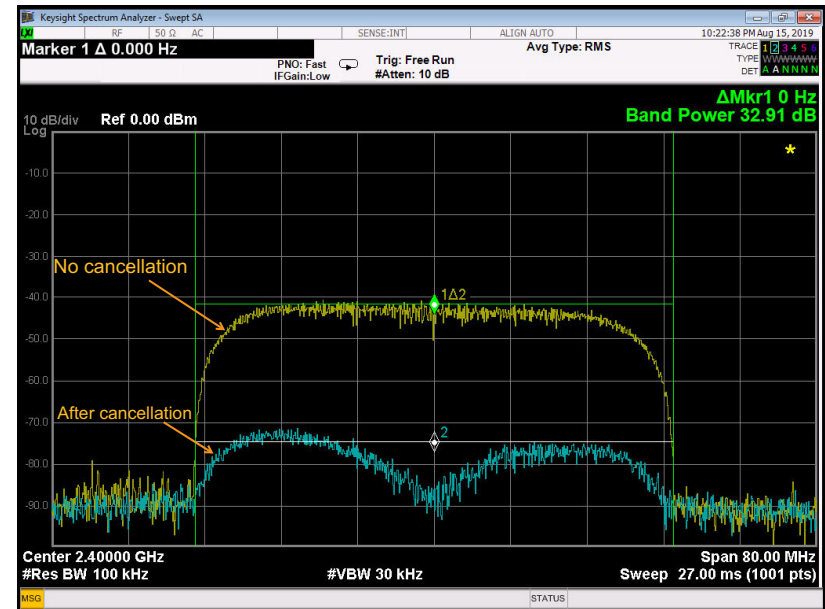 Keysight Spectrum Analyzer - Swept SA
LXI RF 50 Ω AC SENSE:INT ALIGN AUTO 10:22:38 PM Aug 15, 2019
Marker 1 Δ 0.000 Hz
PNO: Fast
IFGain:Low
Trig: Free Run
#Atten: 10 dB
Avg Type: RMS
TRACE 1 2 3 4 5 6
TYPE WWWWWW
DET A A N N N N
ΔMkr1 0 Hz
Band Power 32.91 dB
10 dB/div Ref 0.00 dBm
Log
*
-10.0
-20.0
-30.0
No cancellation
-40.0
1Δ2
-50.0
-60.0
-70.0
After cancellation
2
-80.0
-90.0
Center 2.40000 GHz Span 80.00 MHz
#Res BW 100 kHz #VBW 30 kHz Sweep 27.00 ms (1001 pts)
MSG STATUS